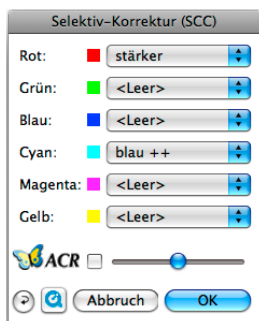 Selektiv-Korrektur (SCC)
Rot: stärker
Grün: <Leer>
Blau: <Leer>
Cyan: blau ++
Magenta: <Leer>
Gelb: <Leer>
ACR
Abbruch OK